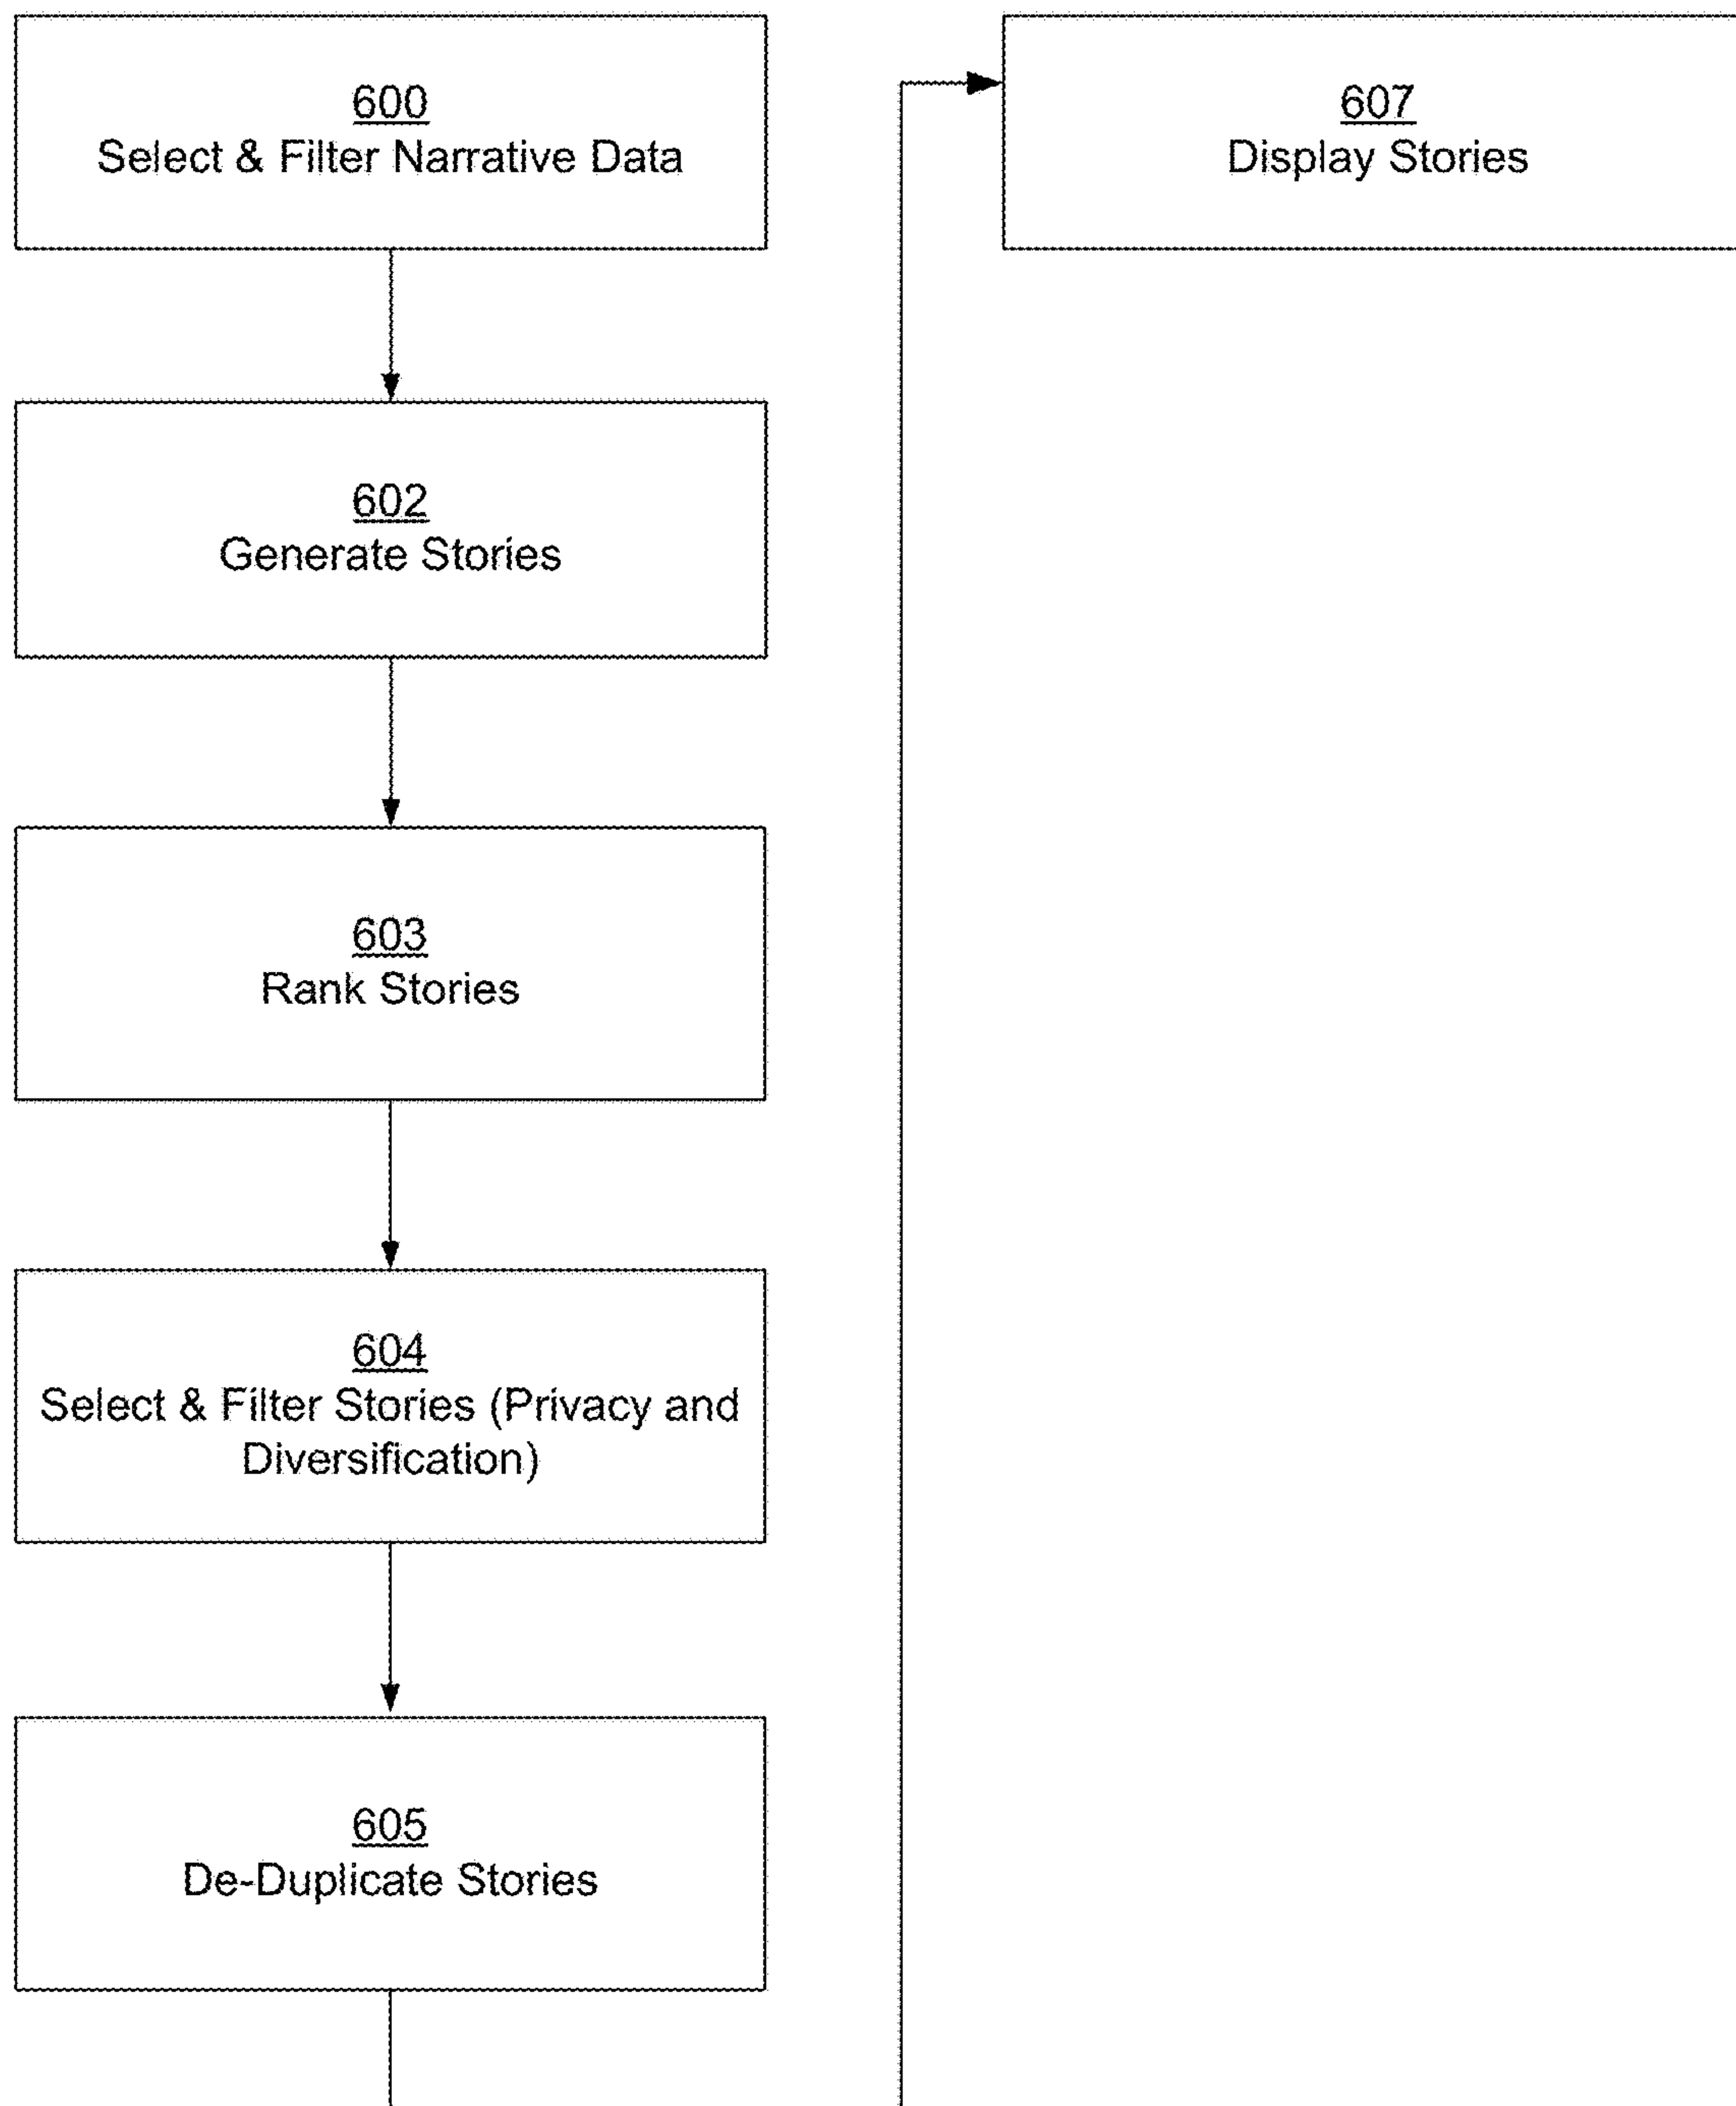 600
Select & Filter Narrative Data
602
Generate Stories
603
Rank Stories
604
Select & Filter Stories (Privacy and
Diversification)
605
De-Duplicate Stories
607
Display Stories